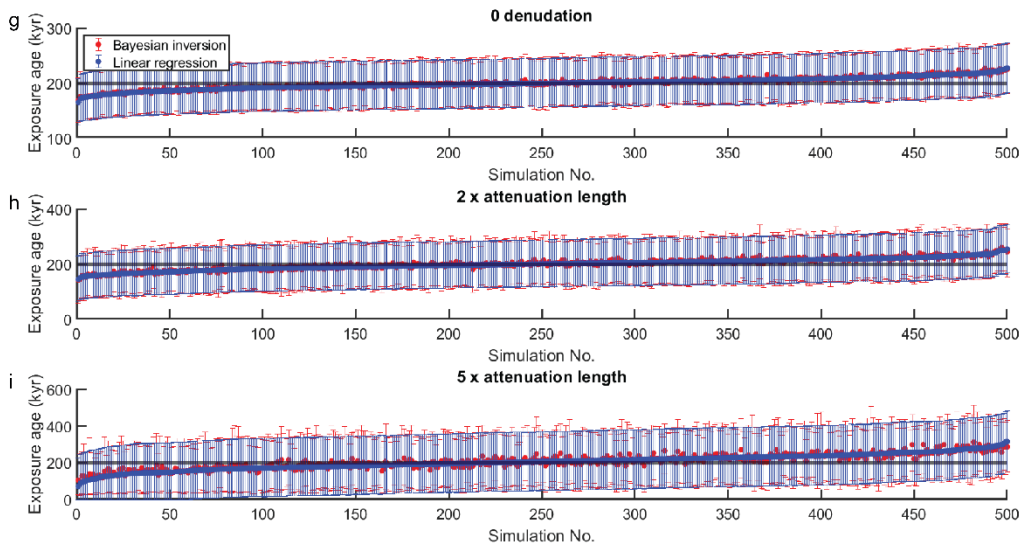 g
0 denudation
Exposure age (kyr)
300
200
100
Bayesian inversion
Linear regression
0 50 100 150 200 250 300 350 400 450 500
Simulation No.
h
2 x attenuation length
Exposure age (kyr)
400
200
0
0 50 100 150 200 250 300 350 400 450 500
Simulation No.
i
5 x attenuation length
Exposure age (kyr)
600
400
200
0
0 50 100 150 200 250 300 350 400 450 500
Simulation No.